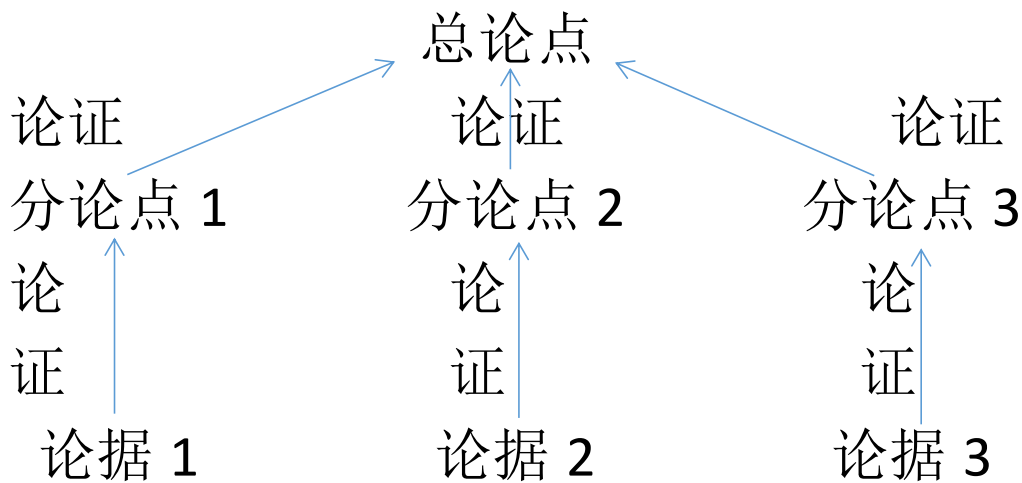 总论点
论证 论证 论证
分论点 1 分论点 2 分论点 3
论 论 论
证 证 证
论据 1 论据 2 论据 3